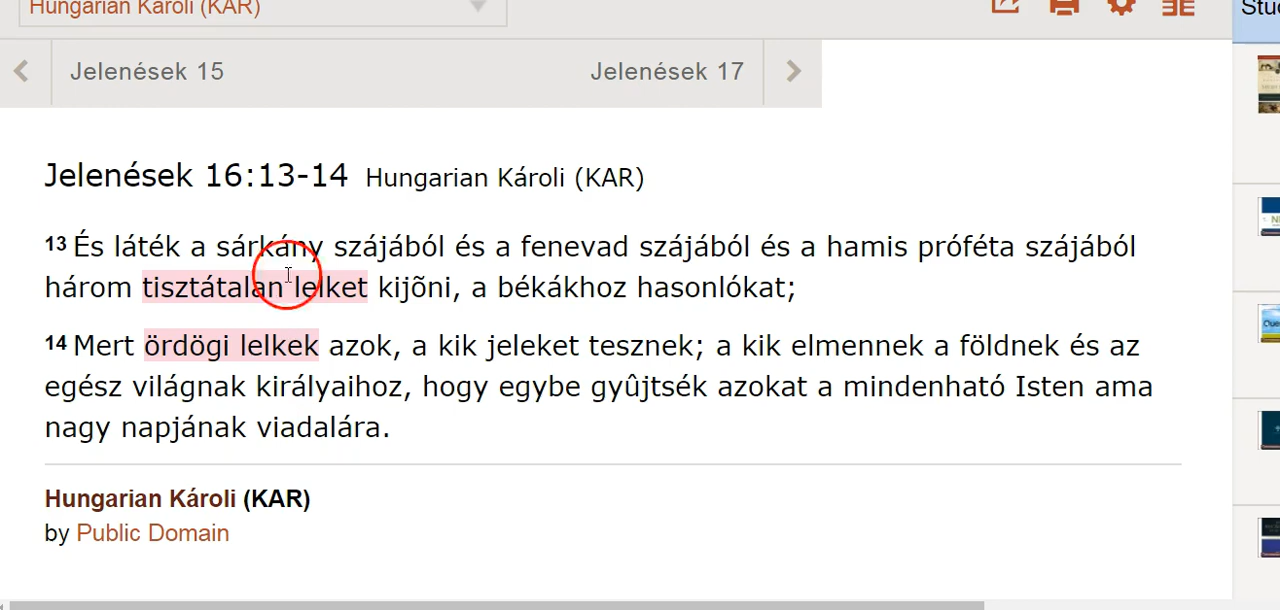 Hungarian Károli (KAR)
Stu
Jelenések 15
Jelenések 17
Jelenések 16:13-14 Hungarian Károli (KAR)
13 És láték a sárkány szájából és a fenevad szájából és a hamis próféta szájából
három tisztátalan lelket kijõni, a békákhoz hasonlókat;
14 Mert ördögi lelkek azok, a kik jeleket tesznek; a kik elmennek a földnek és az
egész világnak királyaihoz, hogy egybe gyûjtsék azokat a mindenható Isten ama
nagy napjának viadalára.
Hungarian Károli (KAR)
by Public Domain